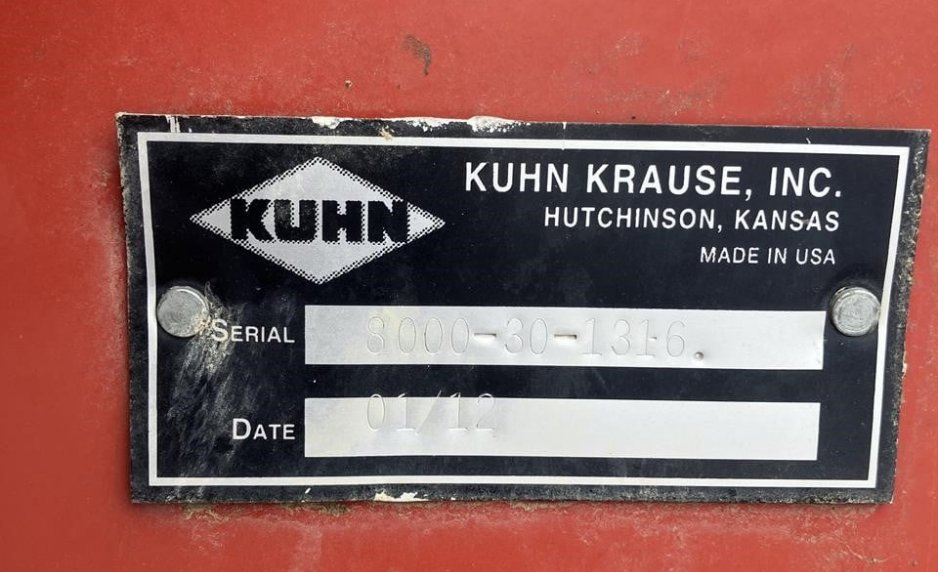 KUHN
KUHN KRAUSE, INC.
HUTCHINSON, KANSAS
MADE IN USA
SERIAL 8000-30-1316.
DATE 01/12